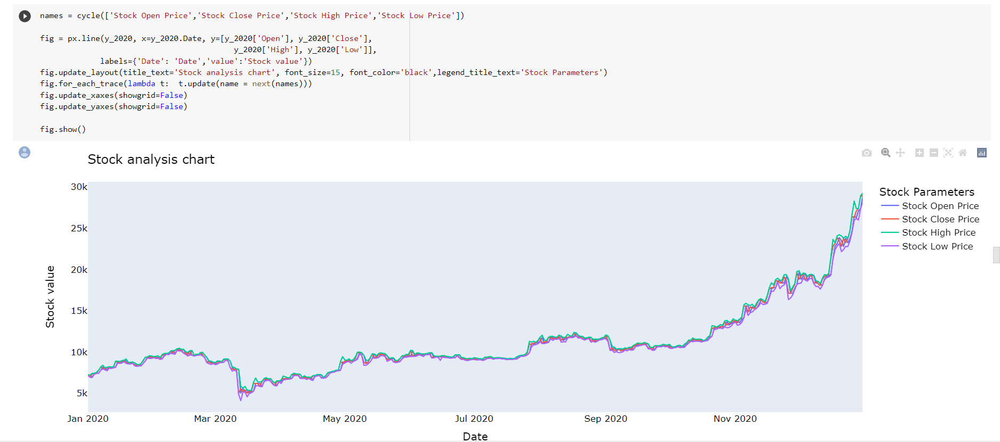 names = cycle(['Stock Open Price','Stock Close Price','Stock High Price','Stock Low Price'])
fig = px.line(y_2020, x=y_2020.Date, y=[y_2020['Open'], y_2020['Close'],
y_2020['High'], y_2020['Low']],
labels={'Date': 'Date','value':'Stock value'})
fig.update_layout(title_text='Stock analysis chart', font_size=15, font_color='black',legend_title_text='Stock Parameters')
fig.for_each_trace(lambda t:  t.update(name = next(names)))
fig.update_xaxes(showgrid=False)
fig.update_yaxes(showgrid=False)
fig.show()
Stock analysis chart
30k
25k
20k
15k
10k
5k
Stock value
Jan 2020
Mar 2020
May 2020
Jul 2020
Sep 2020
Nov 2020
Date
Stock Parameters
Stock Open Price
Stock Close Price
Stock High Price
Stock Low Price